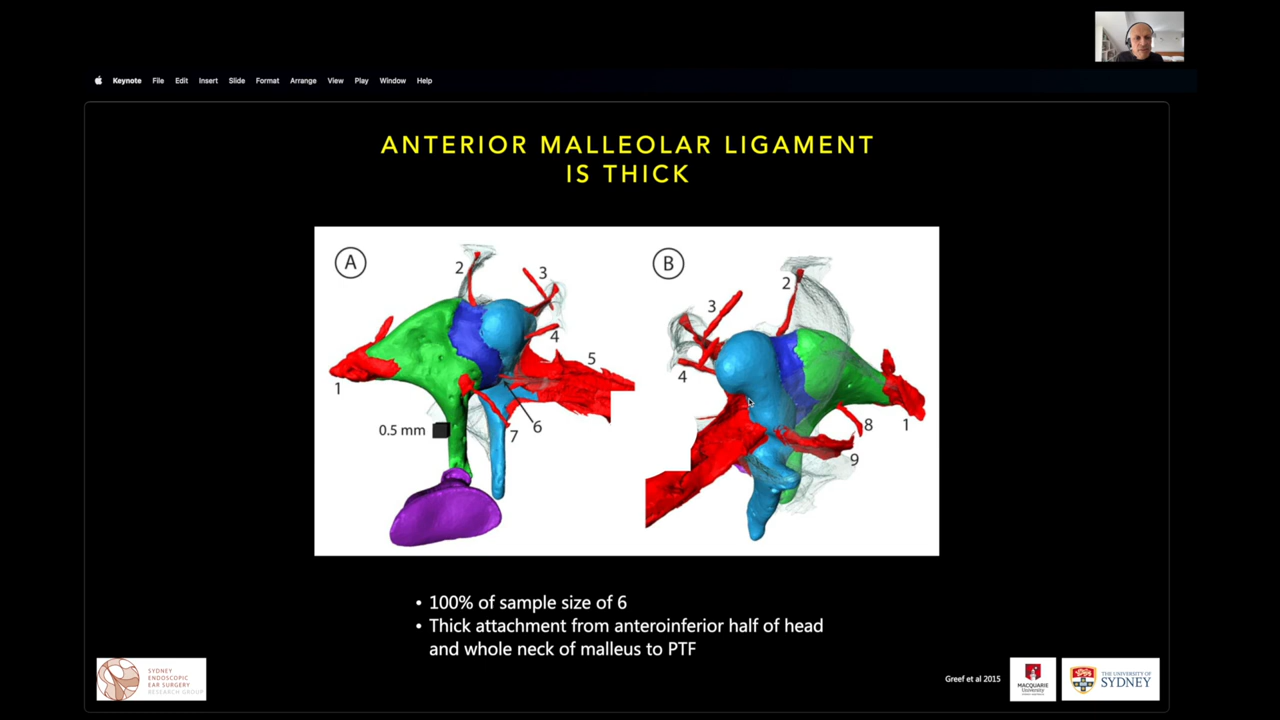 Keynote File Edit Insert Slide Format Arrange View Play Window Help
ANTERIOR MALLEOLAR LIGAMENT
IS THICK
A
2
3
4
5
1
0.5 mm
7
6
B
2
3
4
8
1
9
• 100% of sample size of 6
• Thick attachment from anteroinferior half of head
and whole neck of malleus to PTF
SYDNEY
ENDOSCOPIC
EAR SURGERY
RESEARCH GROUP
Greef et al 2015
MACQUARIE
University
THE UNIVERSITY OF
SYDNEY